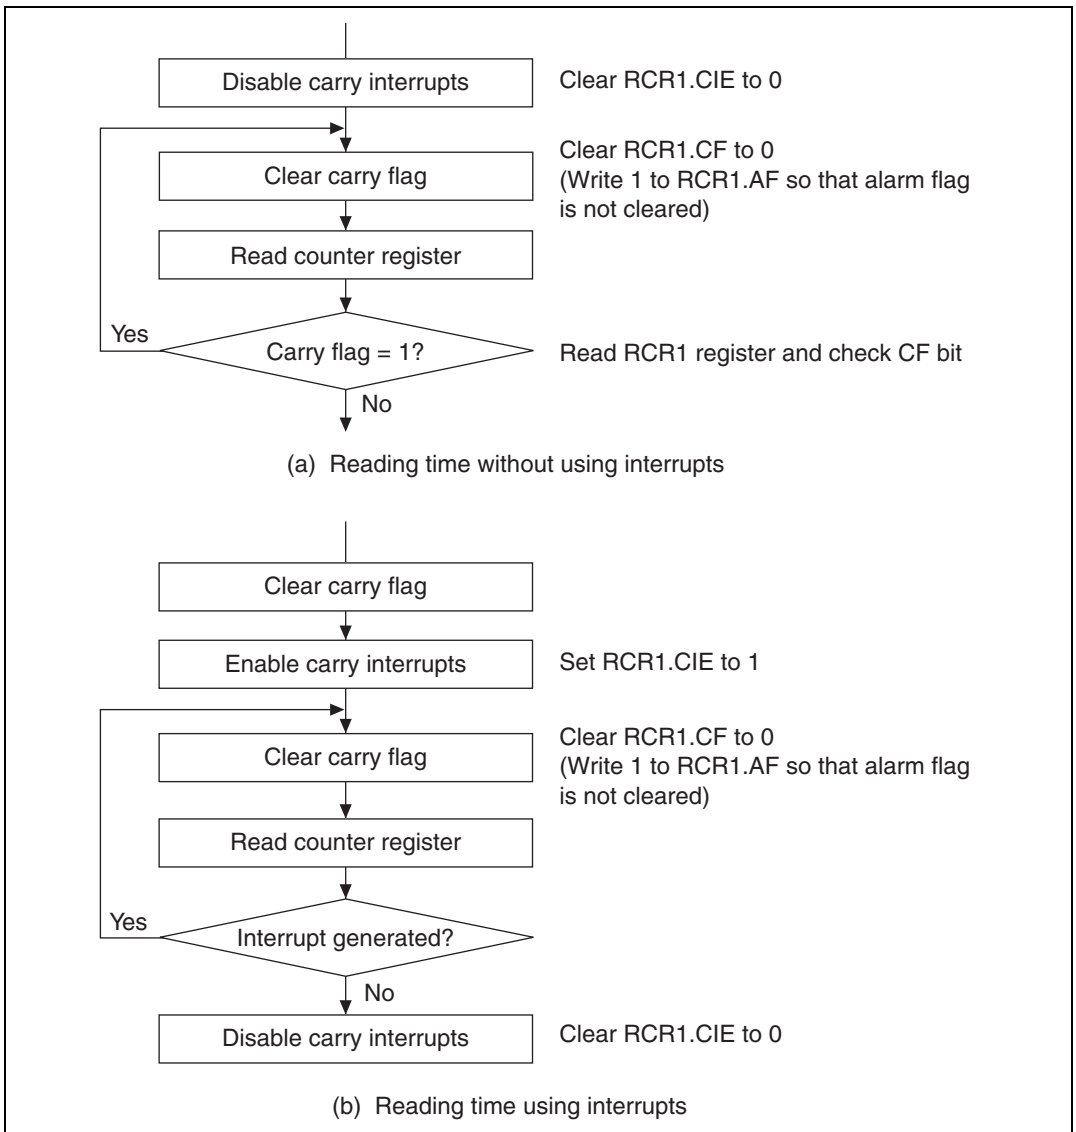 Disable carry interrupts
Clear RCR1.CIE to 0
Clear carry flag
Clear RCR1.CF to 0
(Write 1 to RCR1.AF so that alarm flag
is not cleared)
Read counter register
Yes
Carry flag = 1?
Read RCR1 register and check CF bit
No
(a) Reading time without using interrupts
Clear carry flag
Enable carry interrupts
Set RCR1.CIE to 1
Clear carry flag
Clear RCR1.CF to 0
(Write 1 to RCR1.AF so that alarm flag
is not cleared)
Read counter register
Yes
Interrupt generated?
No
Disable carry interrupts
Clear RCR1.CIE to 0
(b) Reading time using interrupts